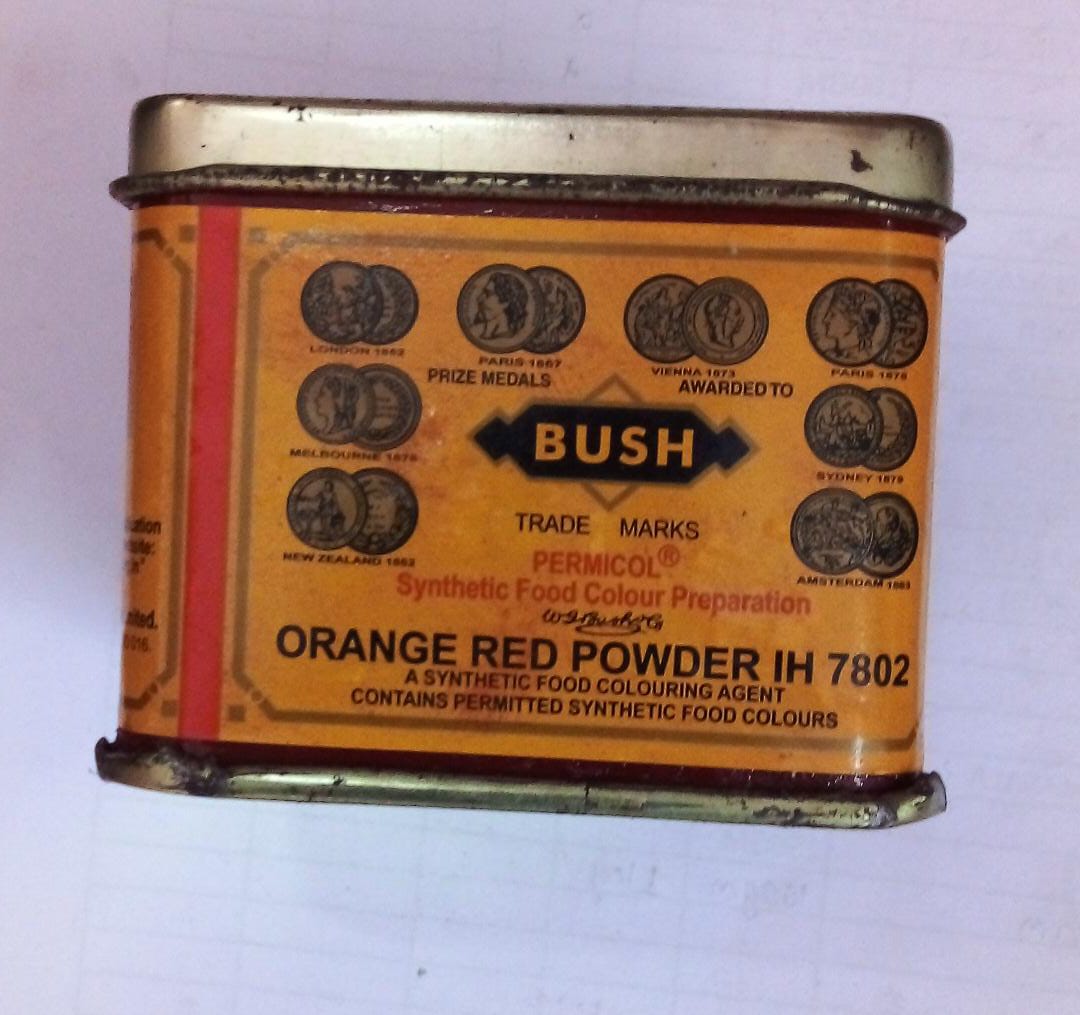 LONDON 1862
PARIS 1867
VIENNA 1873
PARIS 1878
PRIZE MEDALS
AWARDED TO
MELBOURNE
BUSH
SYDNEY 1879
TRADE MARKS
NEW ZEALAND 1882
AMSTERDAM 1883
PERMICOL®
Synthetic Food Colour Preparation
ORANGE RED POWDER IH 7802
A SYNTHETIC FOOD COLOURING AGENT
CONTAINS PERMITTED SYNTHETIC FOOD COLOURS